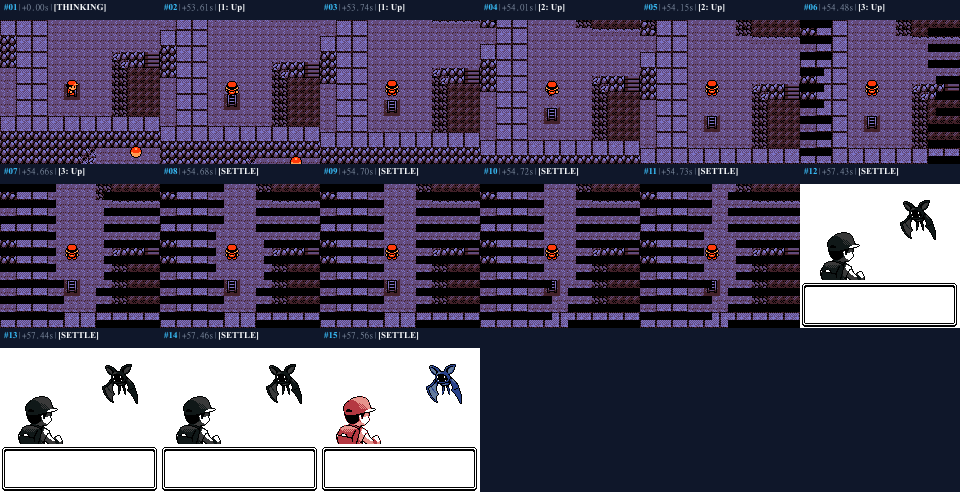 #01|+0.00s|[THINKING]
#02|+53.61s|[1: Up]
#03|+53.74s|[1: Up]
#04|+54.01s|[2: Up]
#05|+54.15s|[2: Up]
#06|+54.48s|[3: Up]
#07|+54.66s|[3: Up]
#08|+54.68s|[SETTLE]
#09|+54.70s|[SETTLE]
#10|+54.72s|[SETTLE]
#11|+54.73s|[SETTLE]
#12|+57.43s|[SETTLE]
#13|+57.44s|[SETTLE]
#14|+57.46s|[SETTLE]
#15|+57.56s|[SETTLE]